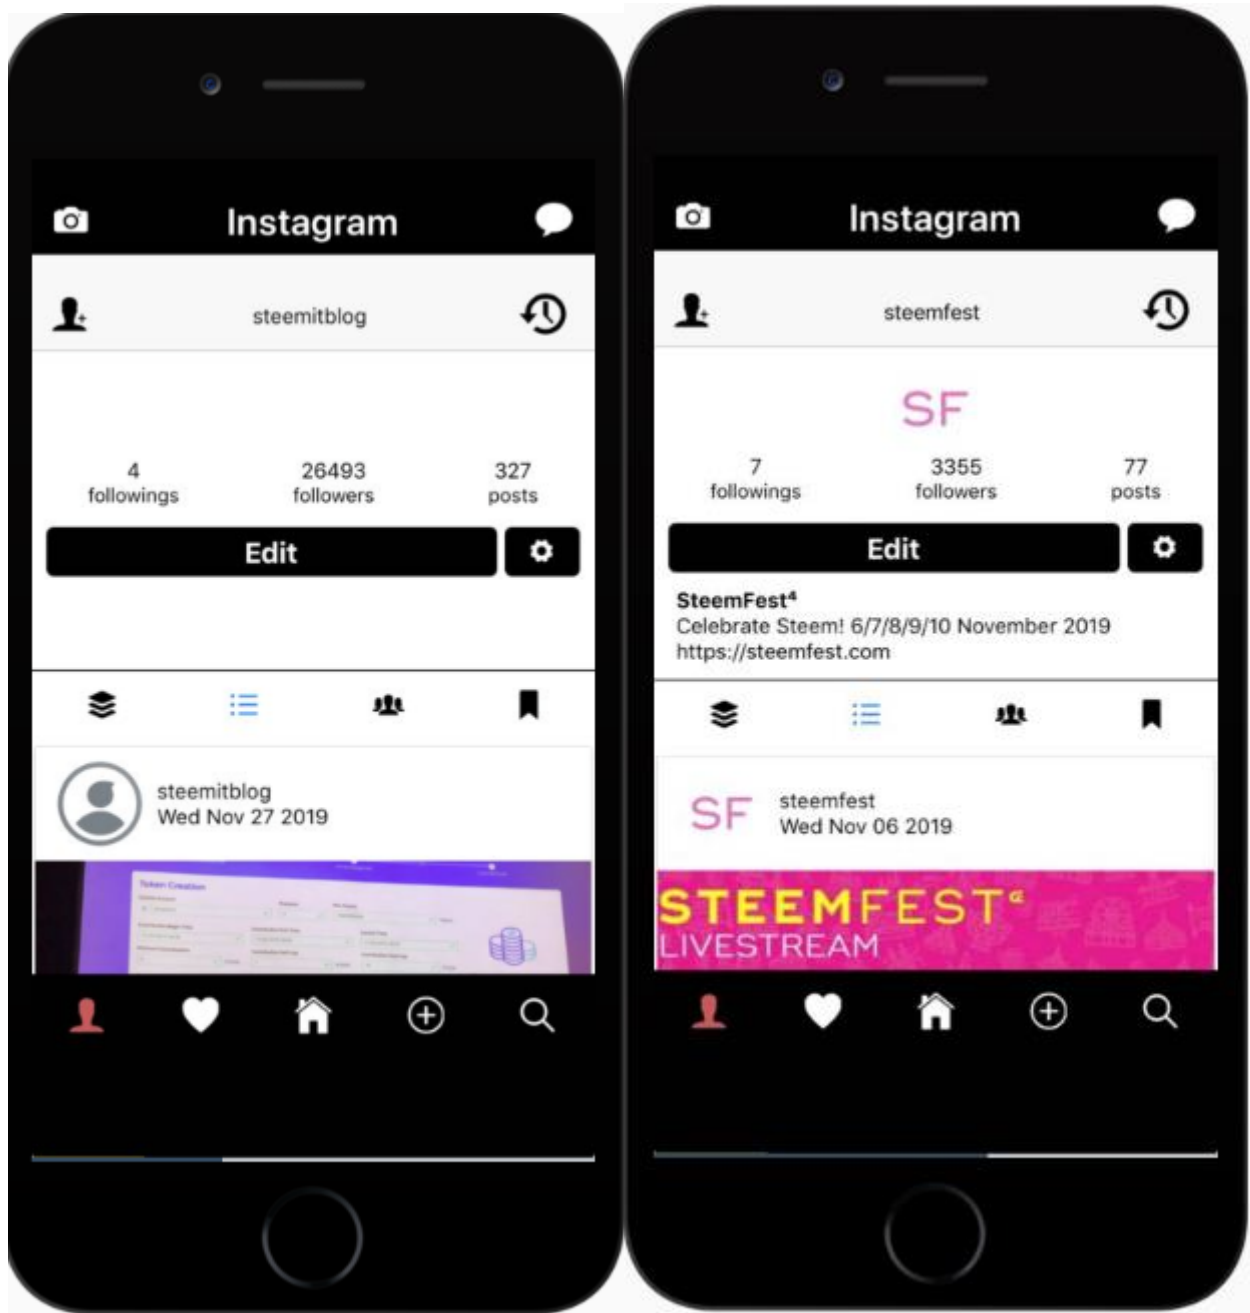 Instagram
steemitblog
4
followings
26493
followers
327
posts
Edit
steemitblog
Wed Nov 27 2019
Token Creation
Instagram
steemfest
SF
7
followings
3355
followers
77
posts
Edit
SteemFest⁴
Celebrate Steem! 6/7/8/9/10 November 2019
https://steemfest.com
SF
steemfest
Wed Nov 06 2019
STEEMFEST
LIVESTREAM